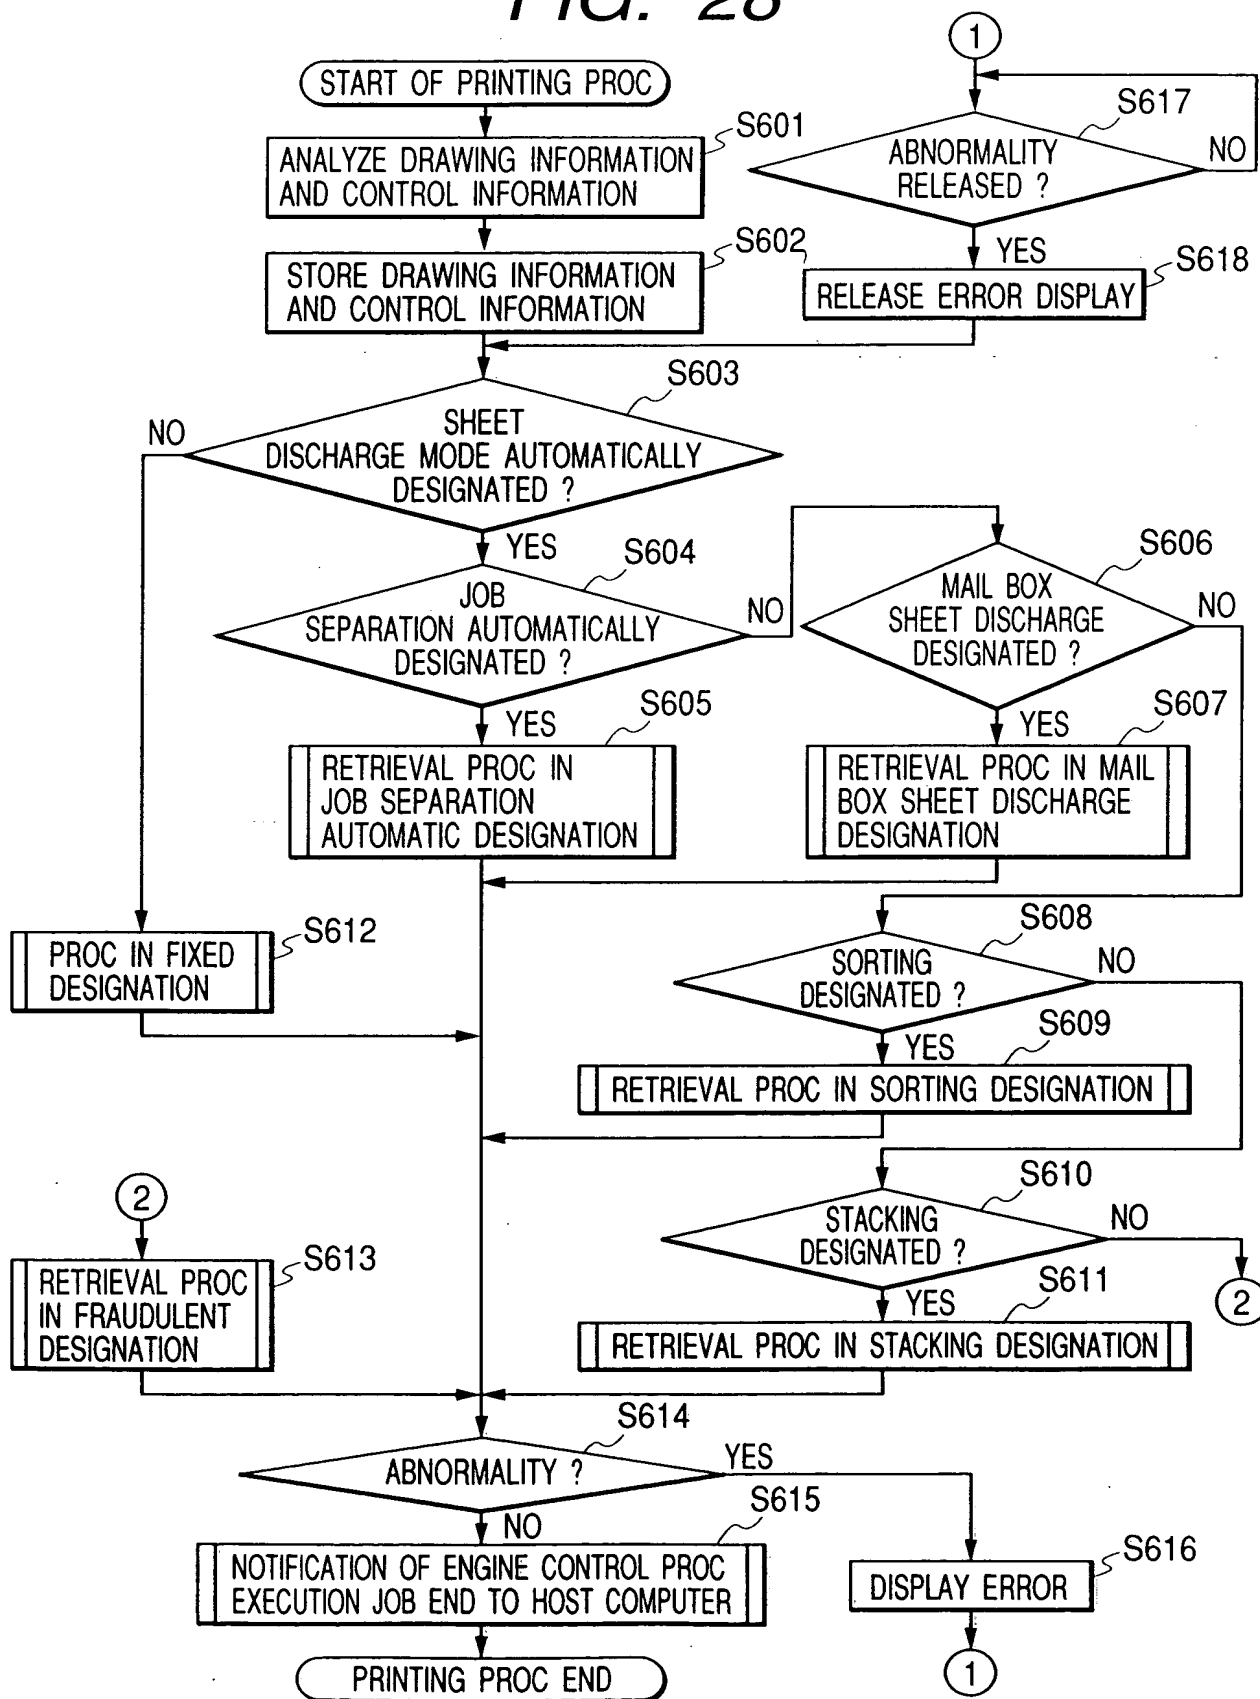 FIG. 28
START OF PRINTING PROC
S601
ANALYZE DRAWING INFORMATION
AND CONTROL INFORMATION
S602
STORE DRAWING INFORMATION
AND CONTROL INFORMATION
1
S617
ABNORMALITY
RELEASED ?
NO
YES
S618
RELEASE ERROR DISPLAY
S603
SHEET
DISCHARGE MODE AUTOMATICALLY
DESIGNATED ?
NO
YES
S604
JOB
SEPARATION AUTOMATICALLY
DESIGNATED ?
NO
YES
S605
RETRIEVAL PROC IN
JOB SEPARATION
AUTOMATIC DESIGNATION
S606
MAIL BOX
SHEET DISCHARGE
DESIGNATED ?
NO
YES
S607
RETRIEVAL PROC IN MAIL
BOX SHEET DISCHARGE
DESIGNATION
S612
PROC IN FIXED
DESIGNATION
S608
SORTING
DESIGNATED ?
NO
YES
S609
RETRIEVAL PROC IN SORTING DESIGNATION
S610
STACKING
DESIGNATED ?
NO
2
YES
S611
RETRIEVAL PROC IN STACKING DESIGNATION
2
S613
RETRIEVAL PROC
IN FRAUDULENT
DESIGNATION
S614
ABNORMALITY ?
YES
NO
S615
NOTIFICATION OF ENGINE CONTROL PROC
EXECUTION JOB END TO HOST COMPUTER
S616
DISPLAY ERROR
1
PRINTING PROC END